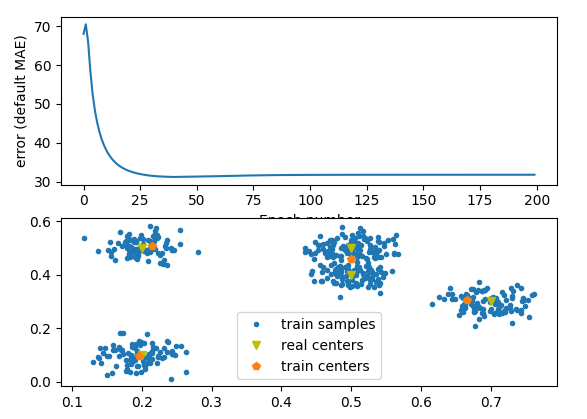 70
60
50
40
30
error (default MAE)
0 25 50 75 100 125 150 175 200
Epoch number
0.6
0.4
0.2
0.0
train samples
real centers
train centers
0.1 0.2 0.3 0.4 0.5 0.6 0.7